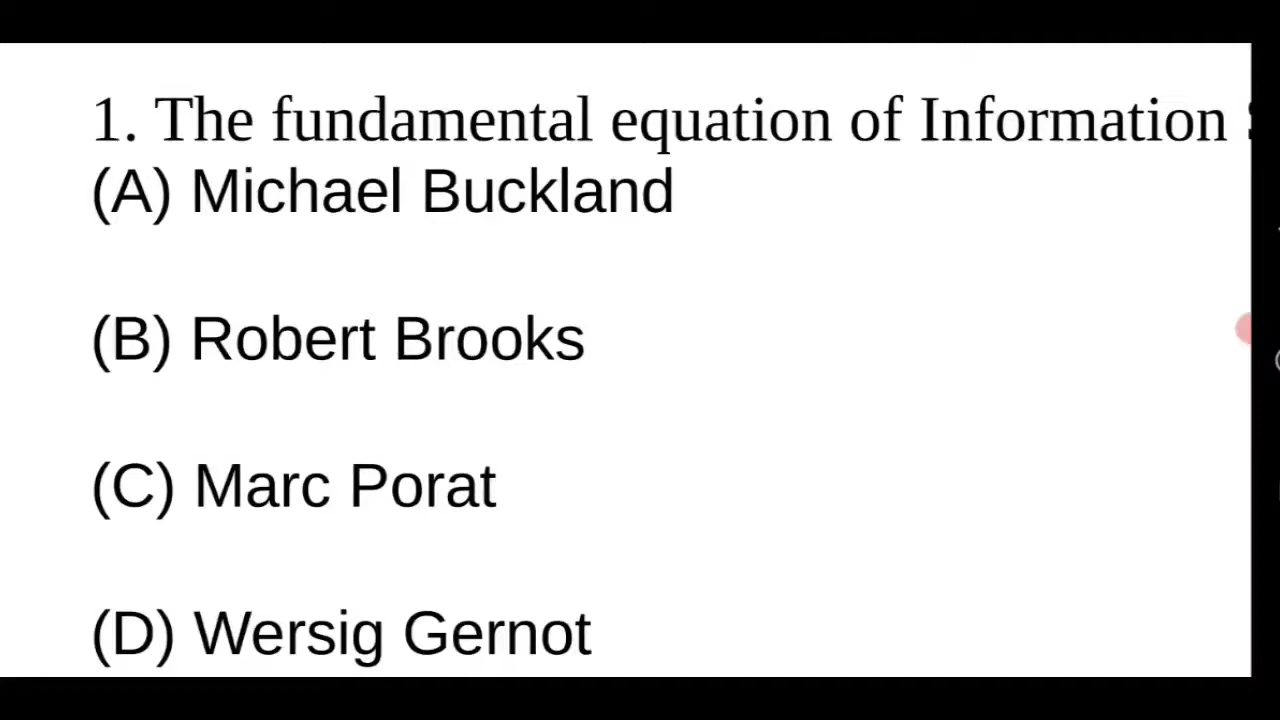 1. The fundamental equation of Information
(A) Michael Buckland
(B) Robert Brooks
(C) Marc Porat
(D) Wersig Gernot